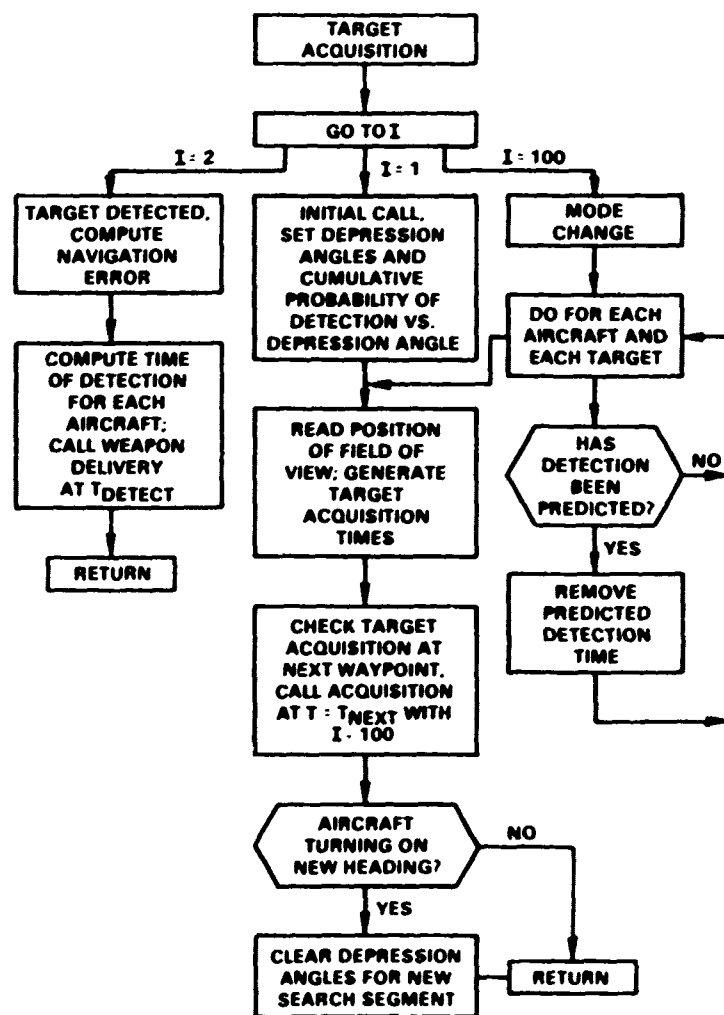 TARGET
ACQUISITION
GO TO I
I = 2
I = 1
I = 100
TARGET DETECTED,
COMPUTE
NAVIGATION
ERROR
COMPUTE TIME
OF DETECTION
FOR EACH
AIRCRAFT;
CALL WEAPON
DELIVERY
AT TDETECT
RETURN
INITIAL CALL,
SET DEPRESSION
ANGLES AND
CUMULATIVE
PROBABILITY OF
DETECTION VS.
DEPRESSION ANGLE
READ POSITION
OF FIELD OF
VIEW; GENERATE
TARGET
ACQUISITION
TIMES
CHECK TARGET
ACQUISITION AT
NEXT WAYPOINT.
CALL ACQUISITION
AT T = TNEXT WITH
I - 100
AIRCRAFT
TURNING ON
NEW HEADING?
NO
YES
CLEAR DEPRESSION
ANGLES FOR NEW
SEARCH SEGMENT
RETURN
MODE
CHANGE
DO FOR EACH
AIRCRAFT AND
EACH TARGET
HAS
DETECTION
BEEN
PREDICTED?
NO
YES
REMOVE
PREDICTED
DETECTION
TIME